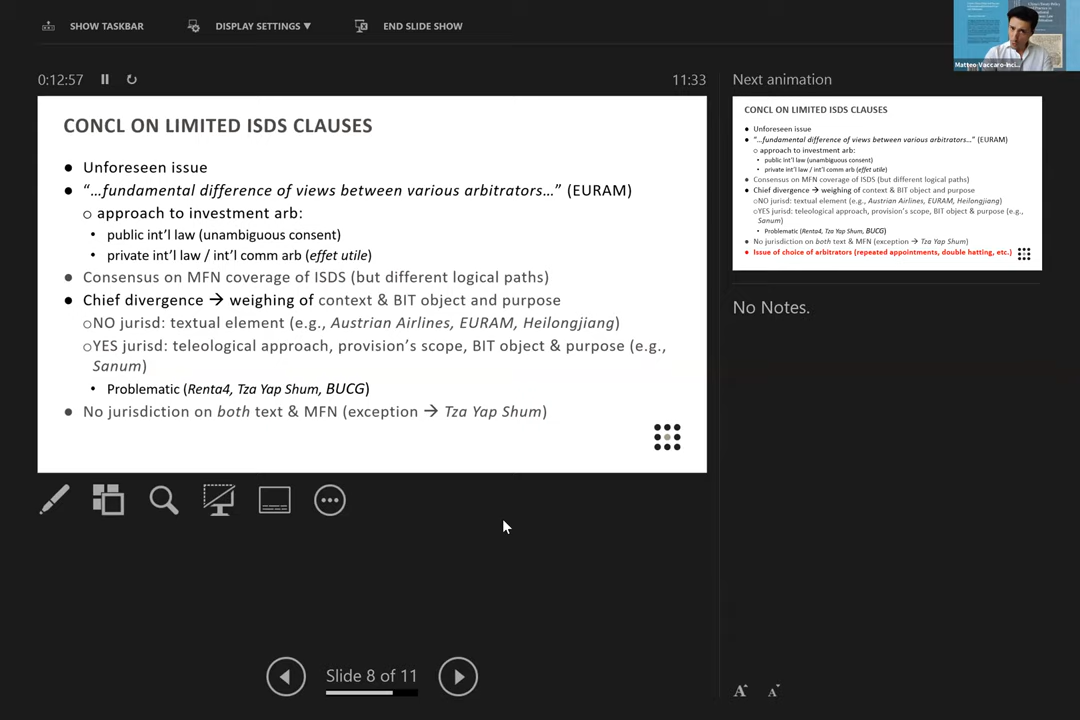 SHOW TASKBAR
DISPLAY SETTINGS ▼
END SLIDE SHOW
Matteo Vaccaro-Inci...
0:12:57
11:33
CONCL ON LIMITED ISDS CLAUSES
● Unforeseen issue
● “…fundamental difference of views between various arbitrators…” (EURAM)
o approach to investment arb:
• public int’l law (unambiguous consent)
• private int’l law / int’l comm arb (effet utile)
● Consensus on MFN coverage of ISDS (but different logical paths)
● Chief divergence → weighing of context & BIT object and purpose
oNO jurisd: textual element (e.g., Austrian Airlines, EURAM, Heilongjiang)
oYES jurisd: teleological approach, provision’s scope, BIT object & purpose (e.g.,
Sanum)
• Problematic (Renta4, Tza Yap Shum, BUCG)
● No jurisdiction on both text & MFN (exception → Tza Yap Shum)
Next animation
CONCL ON LIMITED ISDS CLAUSES
● Unforeseen issue
● “…fundamental difference of views between various arbitrators…” (EURAM)
o approach to investment arb:
• public int’l law (unambiguous consent)
• private int’l law / int’l comm arb (effet utile)
● Consensus on MFN coverage of ISDS (but different logical paths)
● Chief divergence → weighing of context & BIT object and purpose
oNO jurisd: textual element (e.g., Austrian Airlines, EURAM, Heilongjiang)
oYES jurisd: teleological approach, provision’s scope, BIT object & purpose (e.g.,
Sanum)
• Problematic (Renta4, Tza Yap Shum, BUCG)
● No jurisdiction on both text & MFN (exception → Tza Yap Shum)
● Issue of choice of arbitrators (repeated appointments, double hatting, etc.)
No Notes.
Slide 8 of 11
A
A